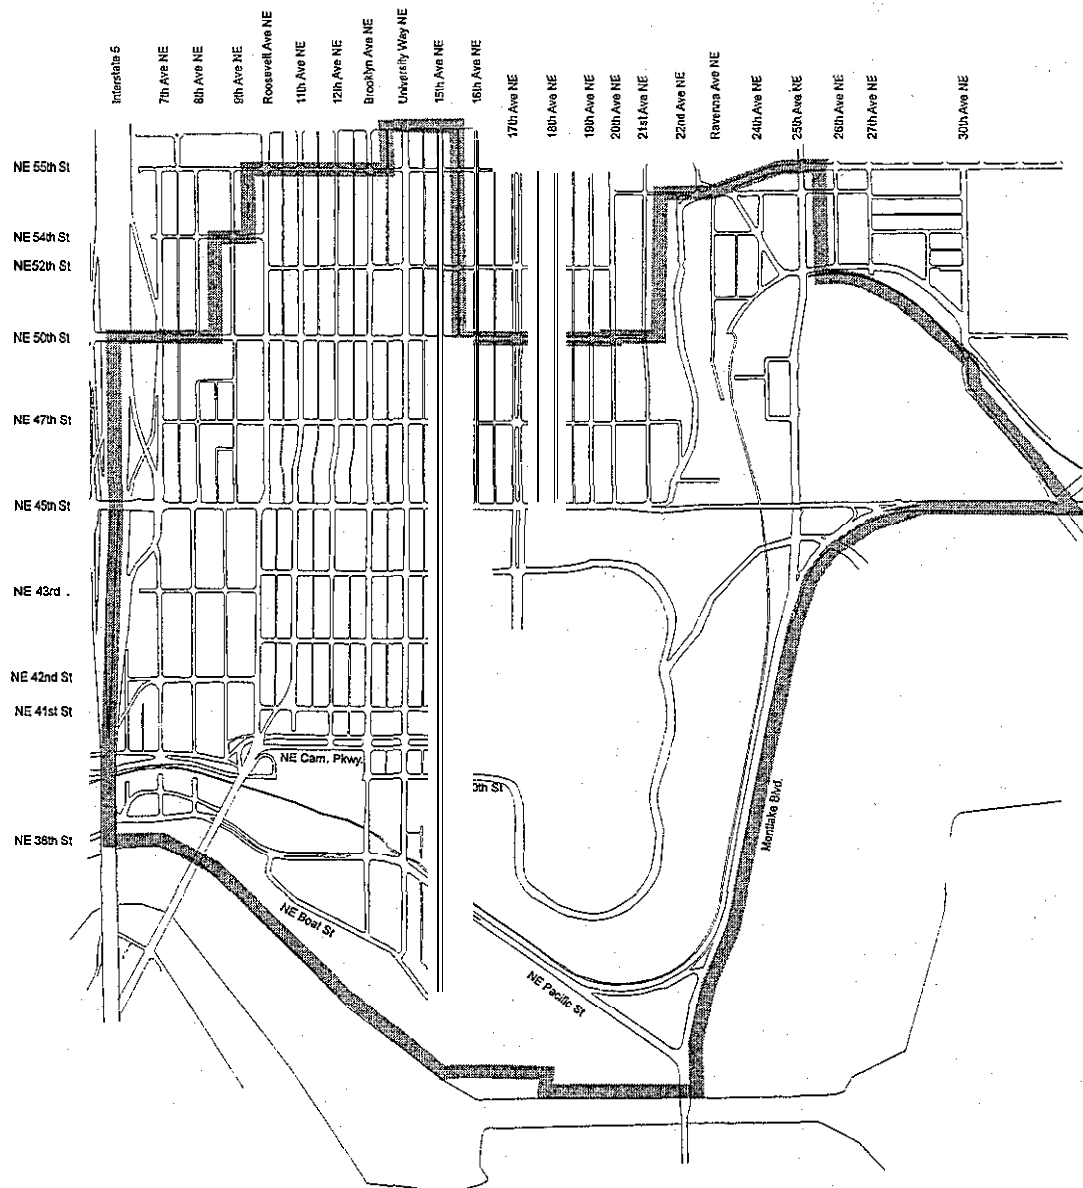 Interstate 5
7th Ave NE
8th Ave NE
9th Ave NE
Roosevelt Ave NE
11th Ave NE
12th Ave NE
Brooklyn Ave NE
University Way NE
15th Ave NE
16th Ave NE
17th Ave NE
18th Ave NE
19th Ave NE
20th Ave NE
21st Ave NE
22nd Ave NE
Ravenna Ave NE
24th Ave NE
25th Ave NE
26th Ave NE
27th Ave NE
30th Ave NE
NE 55th St
NE 54th St
NE52th St
NE 50th St
NE 47th St
NE 45th St
NE 43rd .
NE 42nd St
NE 41st St
NE Cam. Pkwy.
0th St
Montlake Blvd.
NE 38th St
NE Boat St
NE Pacific St